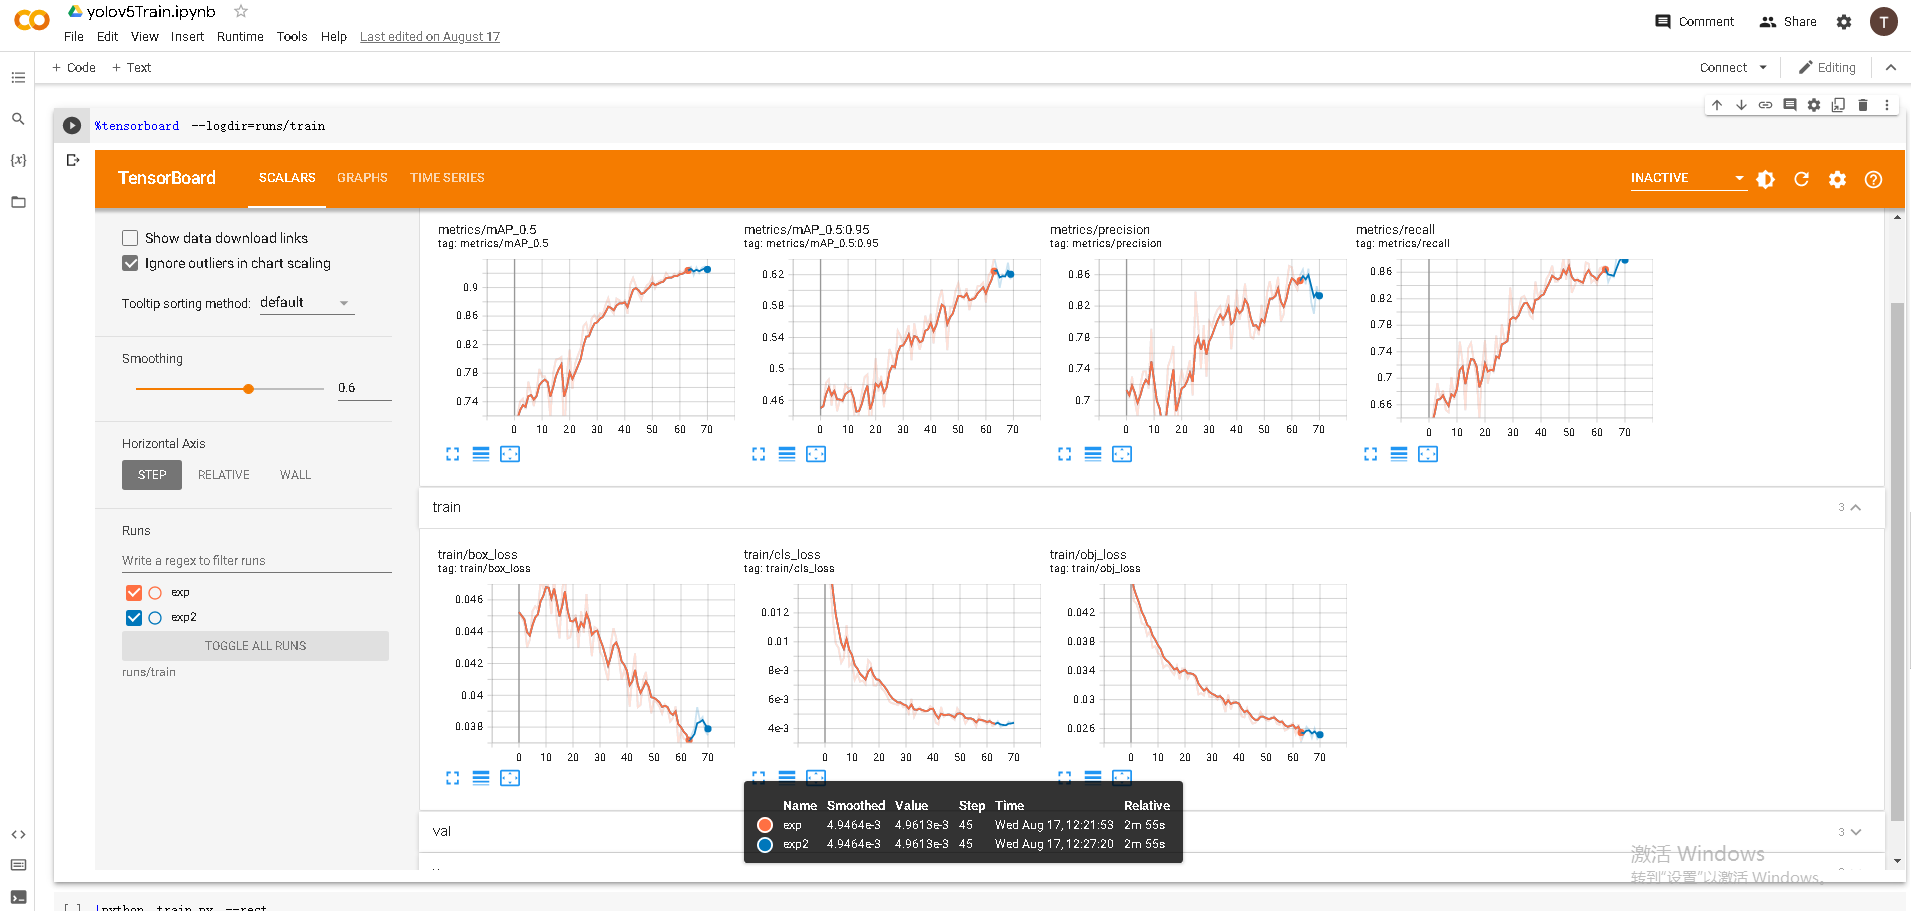 yolov5Train.ipynb
File Edit View Insert Runtime Tools Help Last edited on August 17
Comment Share T
+ Code + Text
Connect Editing
%tensorboard --logdir=runs/train
TensorBoard SCALARS GRAPHS TIME SERIES INACTIVE
Show data download links
Ignore outliers in chart scaling
Tooltip sorting method: default
Smoothing
0.6
Horizontal Axis
STEP RELATIVE WALL
Runs
Write a regex to filter runs
exp
exp2
TOGGLE ALL RUNS
runs/train
metrics/mAP_0.5
tag: metrics/mAP_0.5
0.9
0.86
0.82
0.78
0.74
0 10 20 30 40 50 60 70
metrics/mAP_0.5:0.95
tag: metrics/mAP_0.5:0.95
0.62
0.58
0.54
0.5
0.46
0 10 20 30 40 50 60 70
metrics/precision
tag: metrics/precision
0.86
0.82
0.78
0.74
0.7
0 10 20 30 40 50 60 70
metrics/recall
tag: metrics/recall
0.86
0.82
0.78
0.74
0.7
0.66
0 10 20 30 40 50 60 70
train 3
train/box_loss
tag: train/box_loss
0.046
0.044
0.042
0.04
0.038
0 10 20 30 40 50 60 70
train/cls_loss
tag: train/cls_loss
0.012
0.01
8e-3
6e-3
4e-3
0 10 20 30 40 50 60 70
train/obj_loss
tag: train/obj_loss
0.042
0.038
0.034
0.03
0.026
0 10 20 30 40 50 60 70
Name Smoothed Value Step Time Relative
exp 4.9464e-3 4.9613e-3 45 Wed Aug 17, 12:21:53 2m 55s
exp2 4.9464e-3 4.9613e-3 45 Wed Aug 17, 12:27:20 2m 55s
val 3
激活 Windows
转到“设置”以激活 Windows。
!python train.py --rect